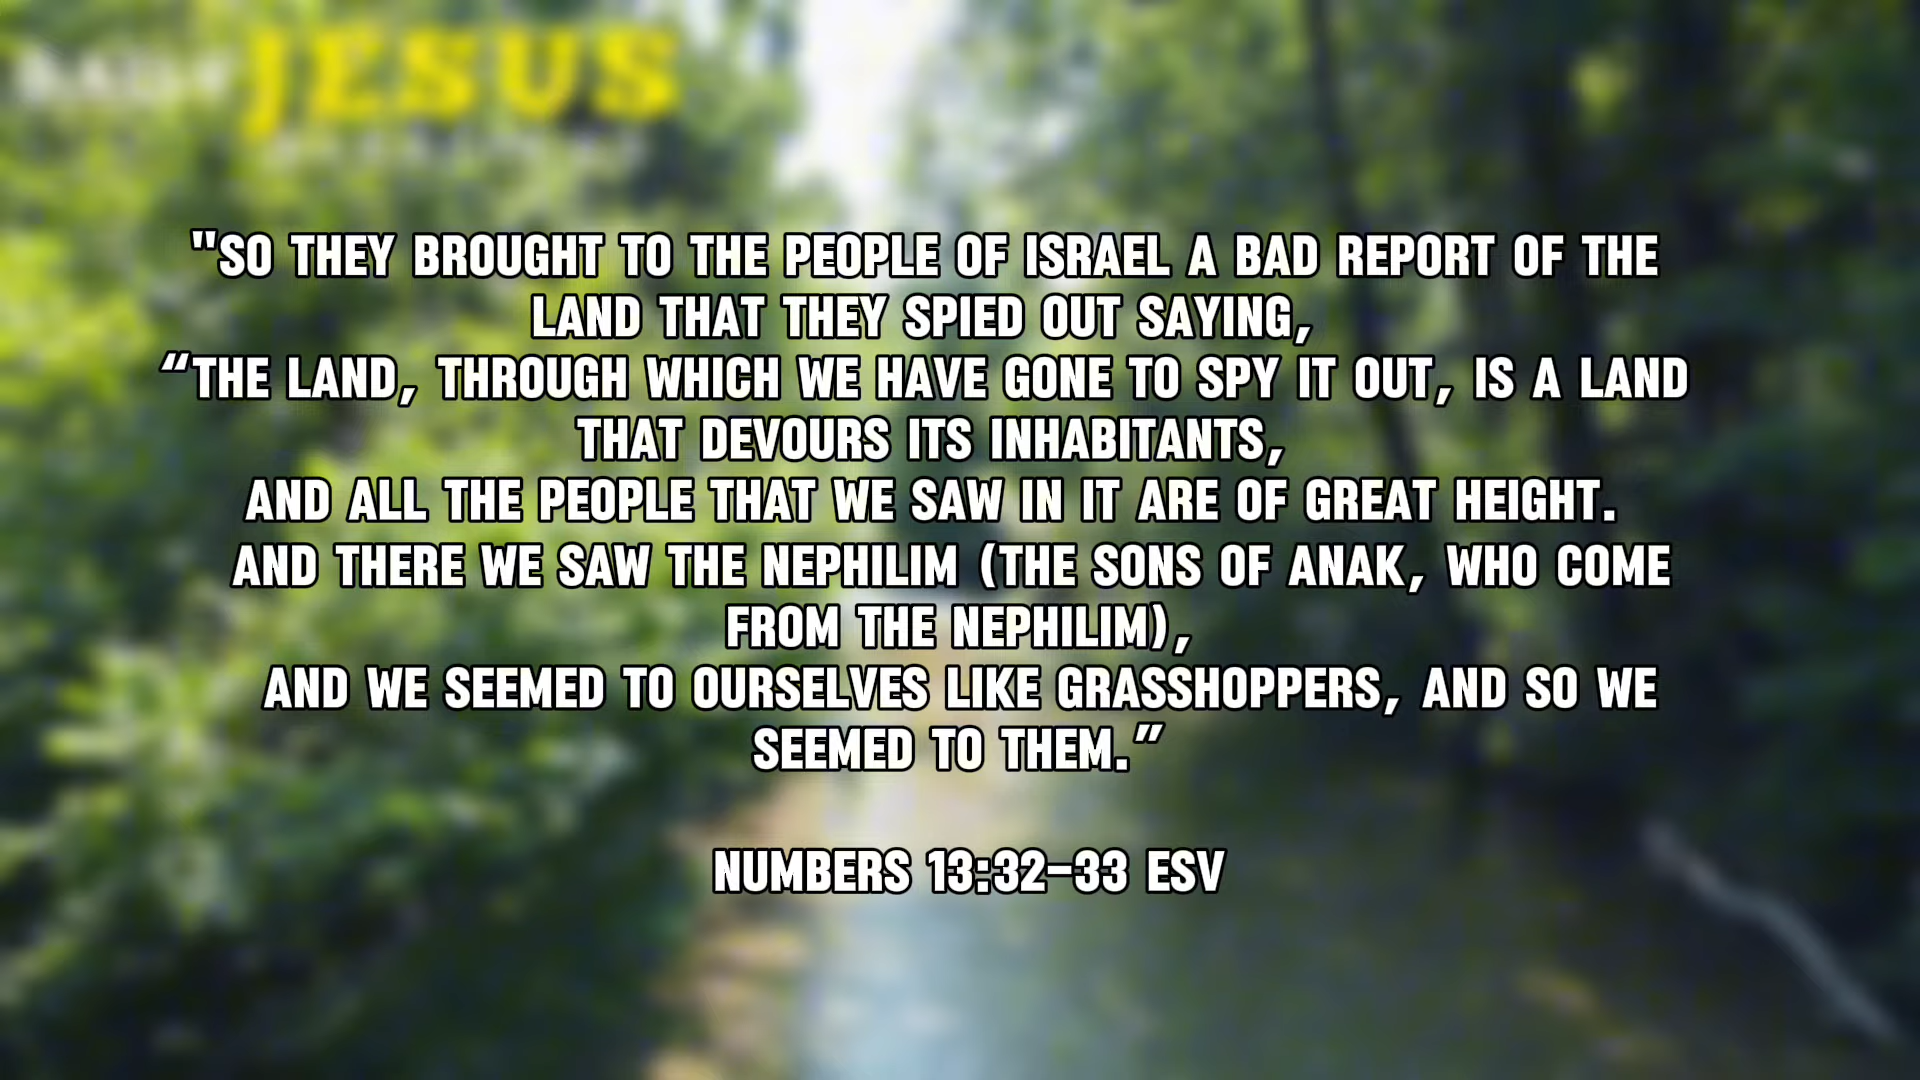 JESUS
"SO THEY BROUGHT TO THE PEOPLE OF ISRAEL A BAD REPORT OF THE
LAND THAT THEY SPIED OUT SAYING,
“THE LAND, THROUGH WHICH WE HAVE GONE TO SPY IT OUT, IS A LAND
THAT DEVOURS ITS INHABITANTS,
AND ALL THE PEOPLE THAT WE SAW IN IT ARE OF GREAT HEIGHT.
AND THERE WE SAW THE NEPHILIM (THE SONS OF ANAK, WHO COME
FROM THE NEPHILIM),
AND WE SEEMED TO OURSELVES LIKE GRASSHOPPERS, AND SO WE
SEEMED TO THEM.”
NUMBERS 13:32–33 ESV